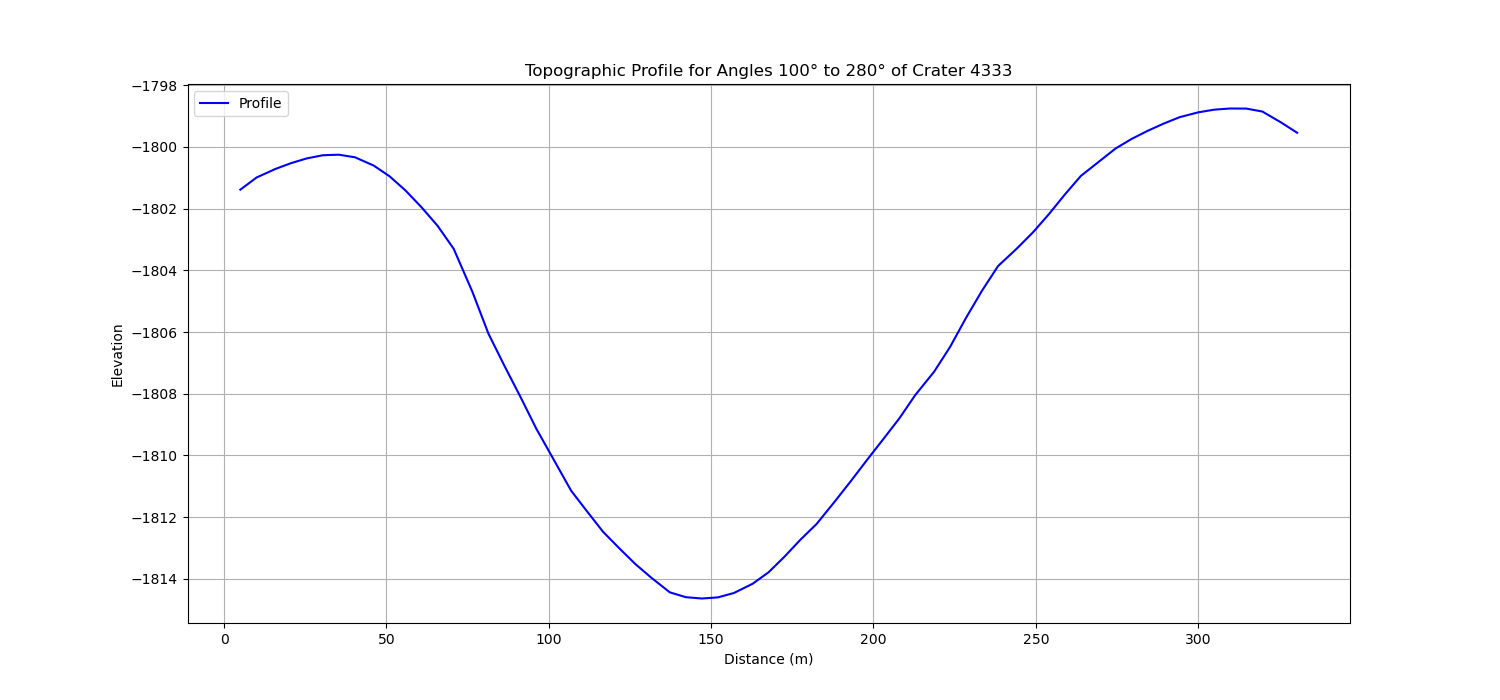 Topographic Profile for Angles 100° to 280° of Crater 4333
Profile
Elevation
−1798
−1800
−1802
−1804
−1806
−1808
−1810
−1812
−1814
0 50 100 150 200 250 300
Distance (m)